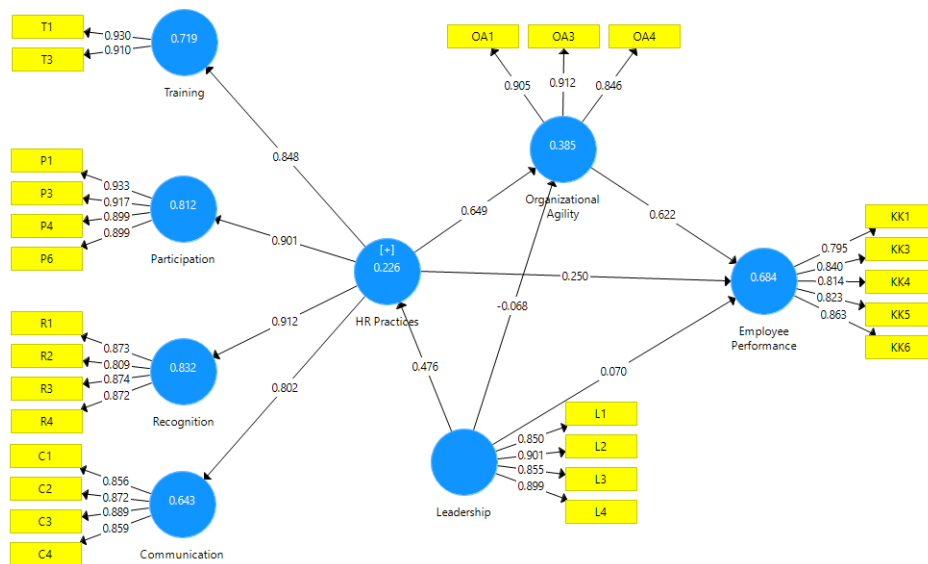 T1
T3
0.930
0.910
0.719
Training
0.848
P1
P3
P4
P6
0.933
0.917
0.899
0.899
0.812
Participation
0.901
R1
R2
R3
R4
0.873
0.809
0.874
0.872
0.832
Recognition
0.912
C1
C2
C3
C4
0.856
0.872
0.889
0.859
0.643
Communication
0.802
[+]
0.226
HR Practices
0.476
0.649
0.250
OA1
OA3
OA4
0.905
0.912
0.846
0.385
Organizational
Agility
0.622
-0.068
0.070
Leadership
0.850
0.901
0.855
0.899
L1
L2
L3
L4
0.684
Employee
Performance
0.795
0.840
0.814
0.823
0.863
KK1
KK3
KK4
KK5
KK6